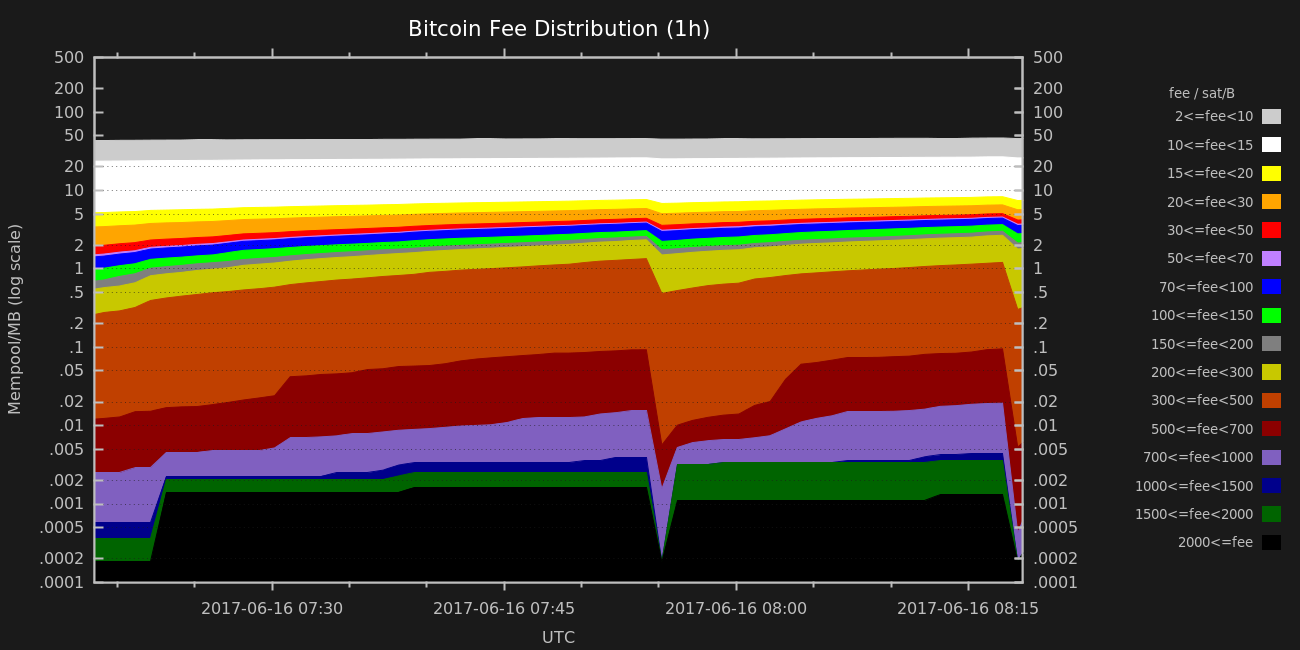 Bitcoin Fee Distribution (1h)
500
200
100
50
20
10
5
2
1
.5
.2
.1
.05
.02
.01
.005
.002
.001
.0005
.0002
.0001
Mempool/MB (log scale)
500
200
100
50
20
10
5
2
1
.5
.2
.1
.05
.02
.01
.005
.002
.001
.0005
.0002
.0001
2017-06-16 07:30
2017-06-16 07:45
2017-06-16 08:00
2017-06-16 08:15
UTC
fee / sat/B
2<=fee<10
10<=fee<15
15<=fee<20
20<=fee<30
30<=fee<50
50<=fee<70
70<=fee<100
100<=fee<150
150<=fee<200
200<=fee<300
300<=fee<500
500<=fee<700
700<=fee<1000
1000<=fee<1500
1500<=fee<2000
2000<=fee